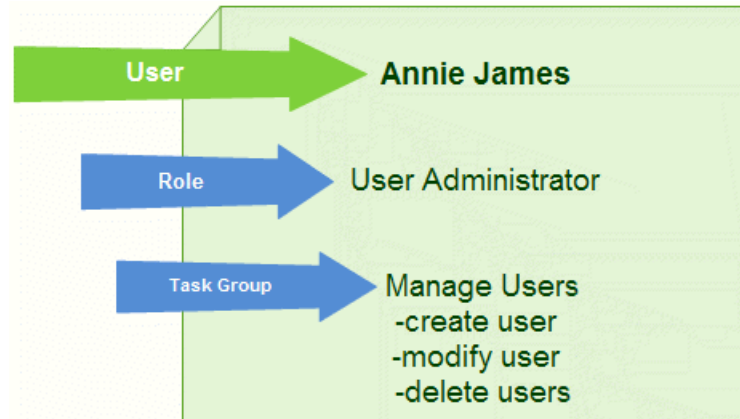 User
Annie James
Role
User Administrator
Task Group
Manage Users
-create user
-modify user
-delete users